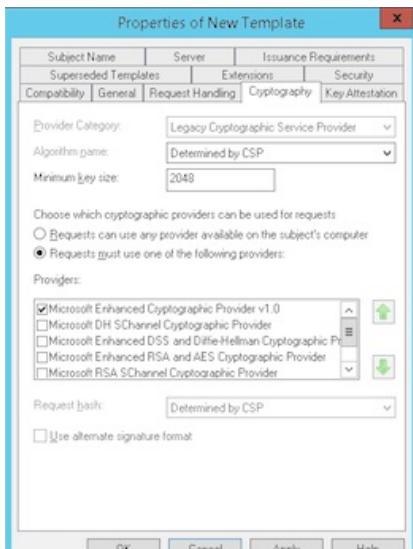 Properties of New Template
x
Subject Name Server Issuance Requirements
Superseded Templates Extensions Security
Compatibility General Request Handling Cryptography Key Attestation
Provider Category: Legacy Cryptographic Service Provider
Algorithm name: Determined by CSP
Minimum key size: 2048
Choose which cryptographic providers can be used for requests
Requests can use any provider available on the subject's computer
Requests must use one of the following providers:
Providers:
Microsoft Enhanced Cryptographic Provider v1.0
Microsoft DH SChannel Cryptographic Provider
Microsoft Enhanced DSS and Diffie-Hellman Cryptographic Pr
Microsoft Enhanced RSA and AES Cryptographic Provider
Microsoft RSA SChannel Cryptographic Provider
Request hash: Determined by CSP
Use alternate signature format
OK Cancel Apply Help